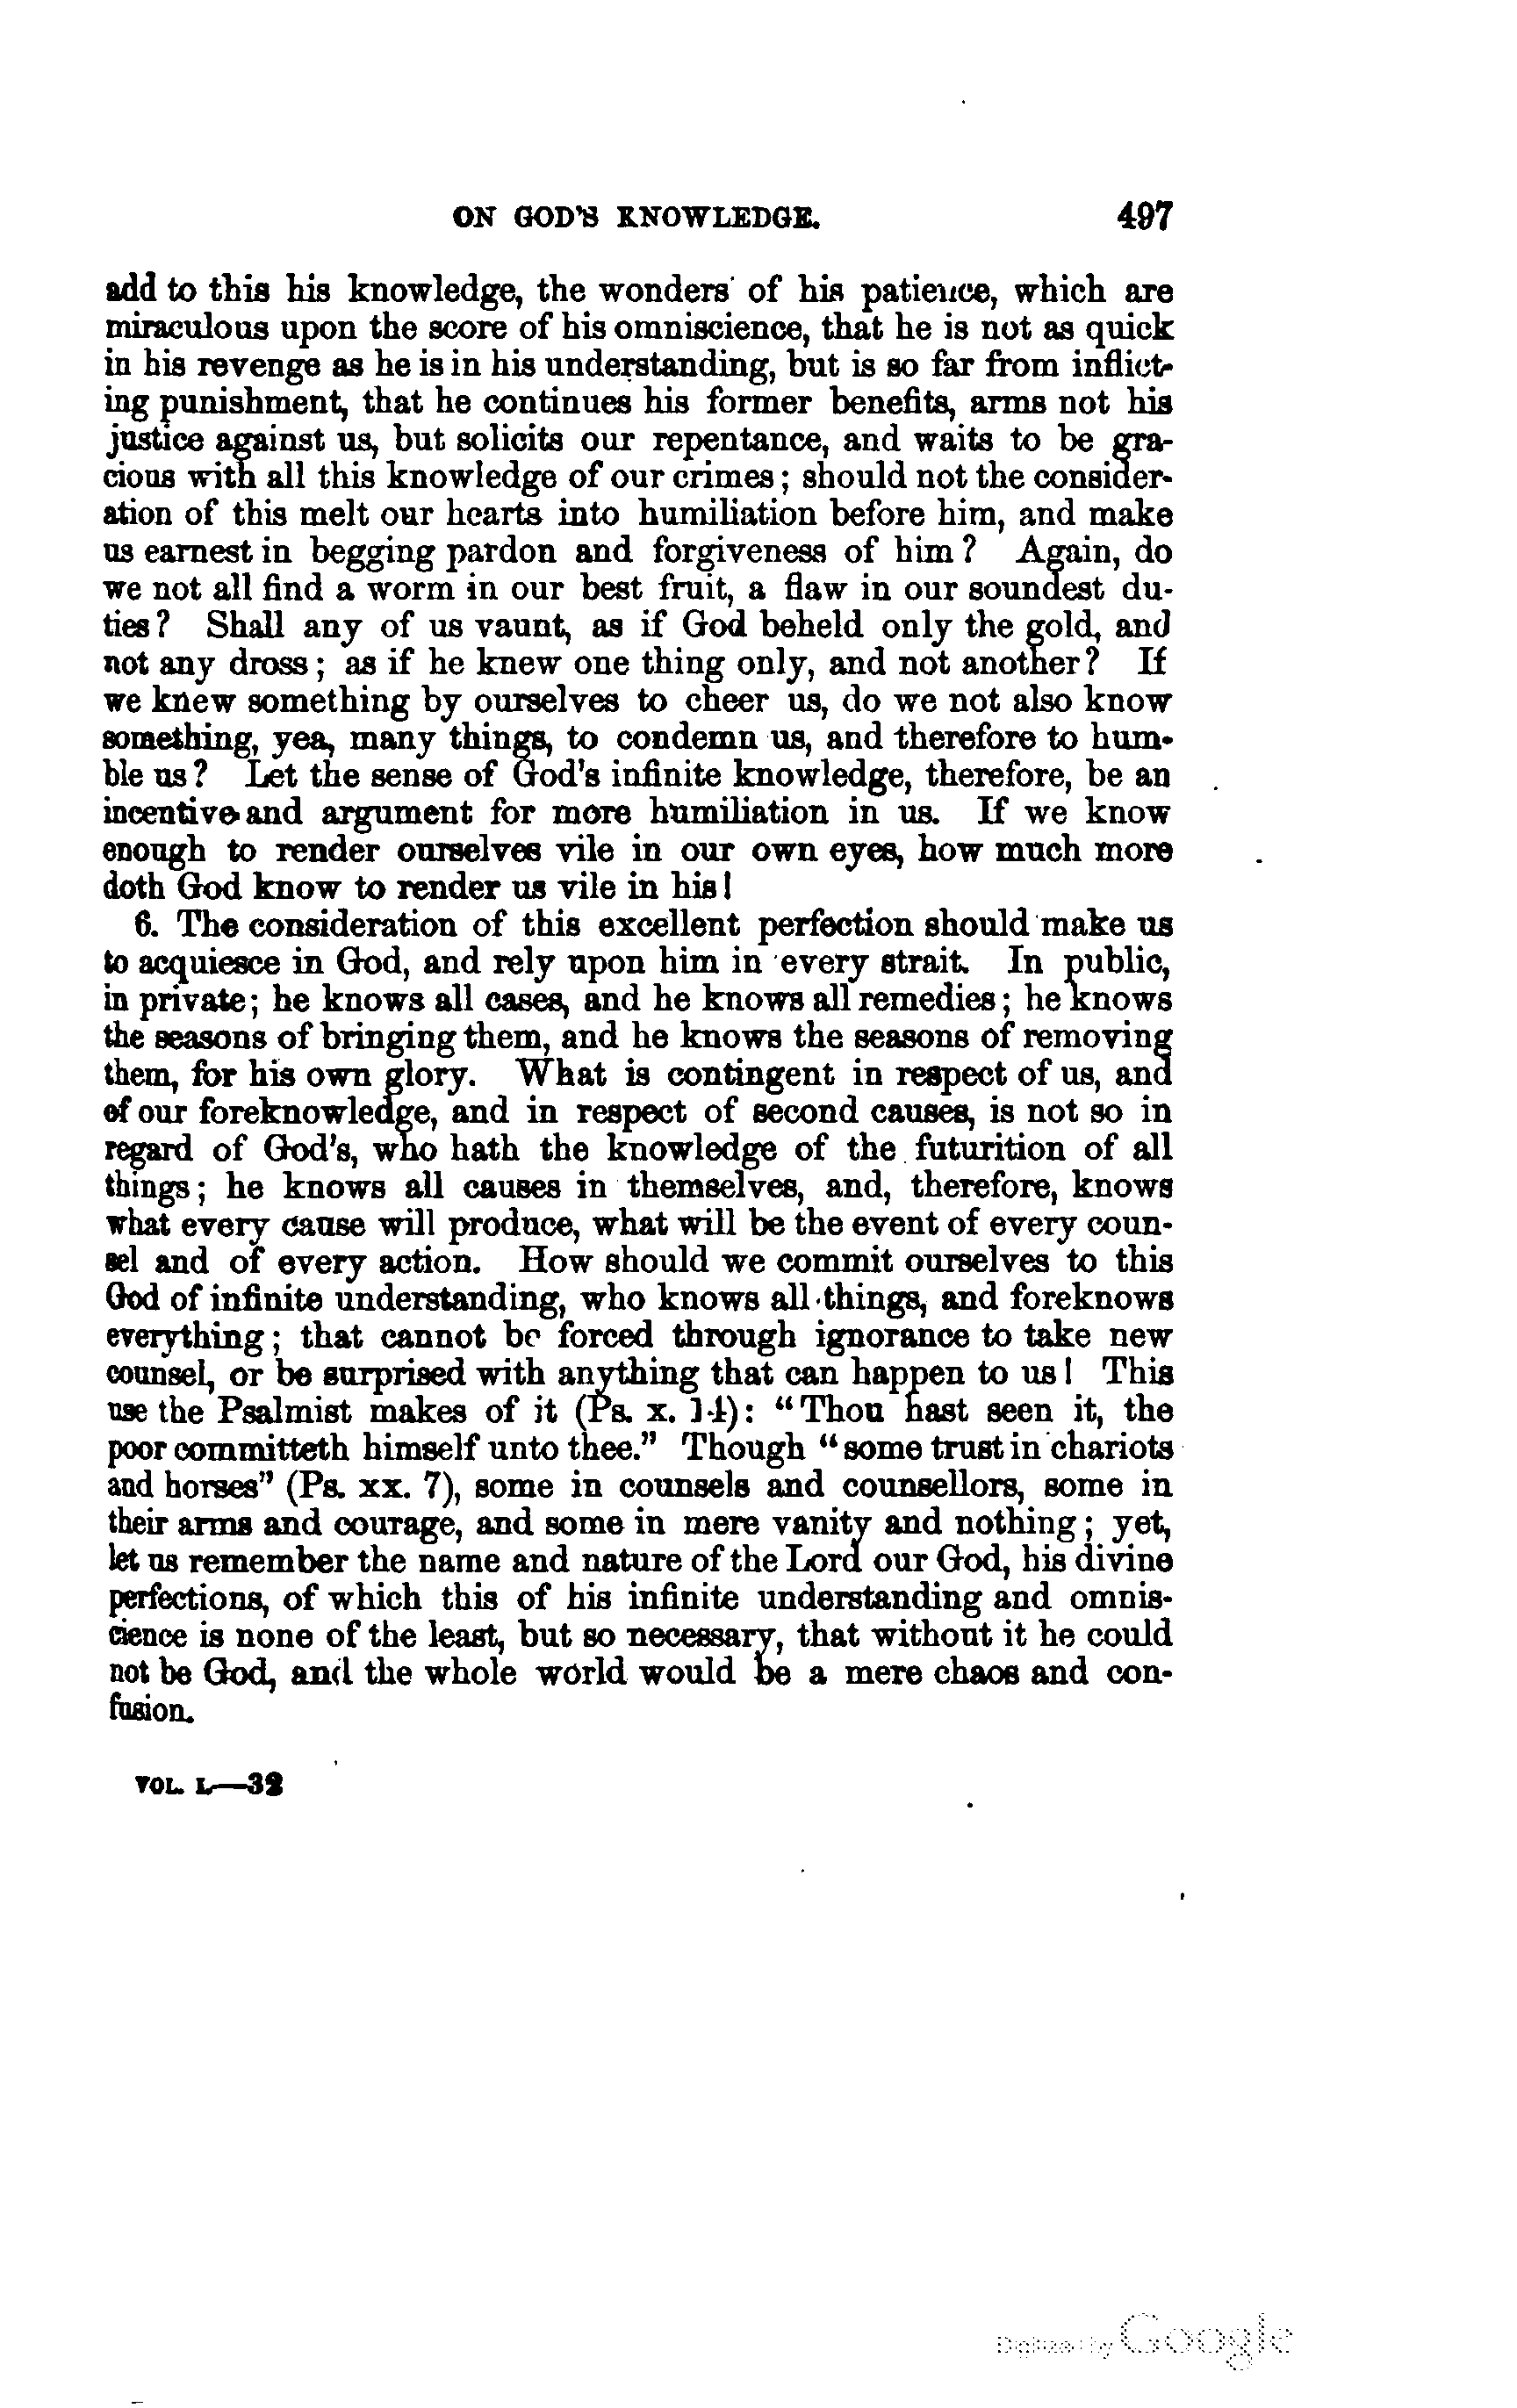 ON GOD'S KNOWLEDGE. 497
add to this his knowledge, the wonders of his patience, which are
miraculous upon the score of his omniscience, that he is not as quick
in his revenge as he is in his understanding, but is so far from inflict-
ing punishment, that he continues his former benefits, arms not his
justice against us, but solicits our repentance, and waits to be gra-
cious with all this knowledge of our crimes; should not the consider-
ation of this melt our hearts into humiliation before him, and make
us earnest in begging pardon and forgiveness of him? Again, do
we not all find a worm in our best fruit, a flaw in our soundest du-
ties? Shall any of us vaunt, as if God beheld only the gold, and
not any dross; as if he knew one thing only, and not another? If
we knew something by ourselves to cheer us, do we not also know
something, yea, many things, to condemn us, and therefore to hum-
ble us? Let the sense of God's infinite knowledge, therefore, be an
incentive and argument for more humiliation in us. If we know
enough to render ourselves vile in our own eyes, how much more
doth God know to render us vile in his!
6. The consideration of this excellent perfection should make us
to acquiesce in God, and rely upon him in every strait. In public,
in private; he knows all cases, and he knows all remedies; he knows
the seasons of bringing them, and he knows the seasons of removing
them, for his own glory. What is contingent in respect of us, and
of our foreknowledge, and in respect of second causes, is not so in
regard of God's, who hath the knowledge of the futurition of all
things; he knows all causes in themselves, and, therefore, knows
what every cause will produce, what will be the event of every coun-
sel and of every action. How should we commit ourselves to this
God of infinite understanding, who knows all things, and foreknows
everything; that cannot be forced through ignorance to take new
counsel, or be surprised with anything that can happen to us! This
use the Psalmist makes of it (Ps. x. 14): "Thou hast seen it, the
poor committeth himself unto thee." Though "some trust in chariots
and horses" (Ps. xx. 7), some in counsels and counsellors, some in
their arms and courage, and some in mere vanity and nothing; yet,
let us remember the name and nature of the Lord our God, his divine
perfections, of which this of his infinite understanding and omnis-
cience is none of the least, but so necessary, that without it he could
not be God, and the whole world would be a mere chaos and con-
fusion.
VOL. I.—32
Digitized by Google